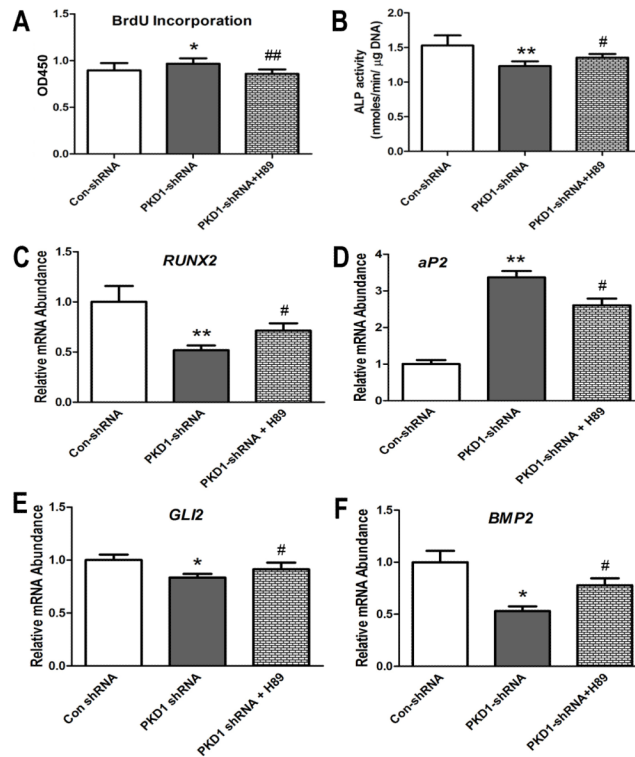 A
BrdU Incorporation
OD450
1.5
1.0
0.5
0.0
*
##
Con-shRNA
PKD1-shRNA
PKD1-shRNA+H89
B
ALP activity
(nmoles/min/ µg DNA
2.0
1.5
1.0
0.5
0.0
**
#
Con-shRNA
PKD1-shRNA
PKD1-shRNA+H89
C
RUNX2
Relative mRNA Abundance
1.5
1.0
0.5
0.0
**
#
Con-shRNA
PKD1-shRNA
PKD1-shRNA + H89
D
aP2
Relative mRNA Abundance
4
3
2
1
0
**
#
Con-shRNA
PKD1-shRNA
PKD1-shRNA + H89
E
GLI2
Relative mRNA Abundance
1.5
1.0
0.5
0.0
*
#
Con shRNA
PKD1 shRNA
PKD1 shRNA + H89
F
BMP2
Relative mRNA Abundance
1.5
1.0
0.5
0.0
*
#
Con-shRNA
PKD1-shRNA
PKD1-shRNA+H89